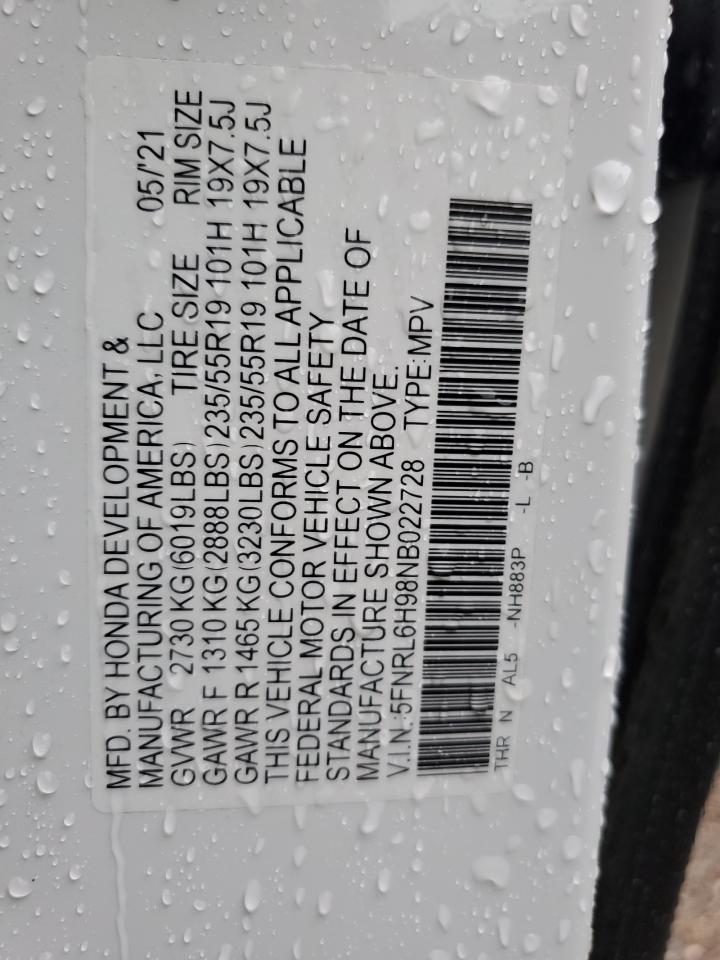 MFD. BY HONDA DEVELOPMENT &
MANUFACTURING OF AMERICA, LLC 05/'21
GVWR 2730 KG(6019LBS) TIRE SIZE RIM SIZE
GAWR F 1310 KG(2888LBS)235/55R19 101H 19X7.5J
GAWR R 1465 KG(3230LBS)235/55R19 101H 19X7.5J
THIS VEHICLE CONFORMS TO ALL APPLICABLE
FEDERAL MOTOR VEHICLE SAFETY
STANDARDS IN EFFECT ON THE DATE OF
MANUFACTURE SHOWN ABOVE.
V.I.N.:5FNRL6H98NB022728 TYPE:MPV
THR N AL5 -NH883P -L -B